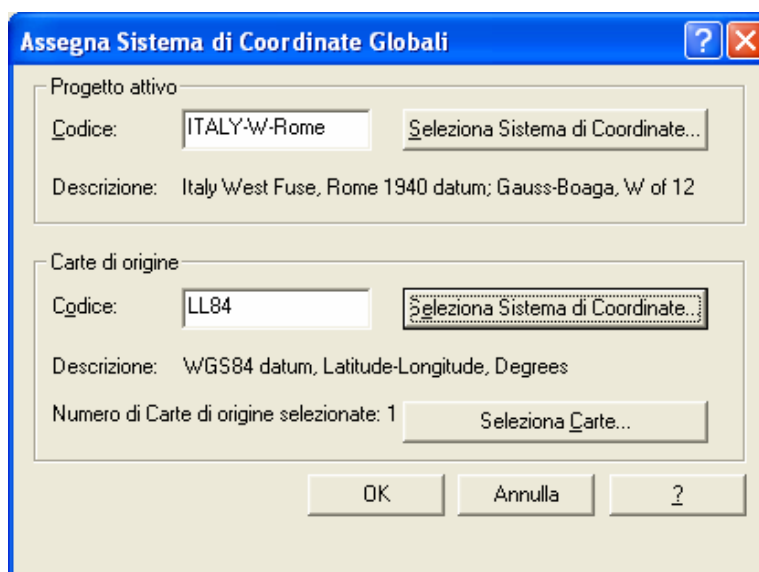 Assegna Sistema di Coordinate Globali
Progetto attivo
Codice: ITALY-W-Rome Seleziona Sistema di Coordinate...
Descrizione: Italy West Fuse, Rome 1940 datum; Gauss-Boaga, W of 12
Carte di origine
Codice: LL84 Seleziona Sistema di Coordinate...
Descrizione: WGS84 datum, Latitude-Longitude, Degrees
Numero di Carte di origine selezionate: 1 Seleziona Carte...
OK Annulla ?